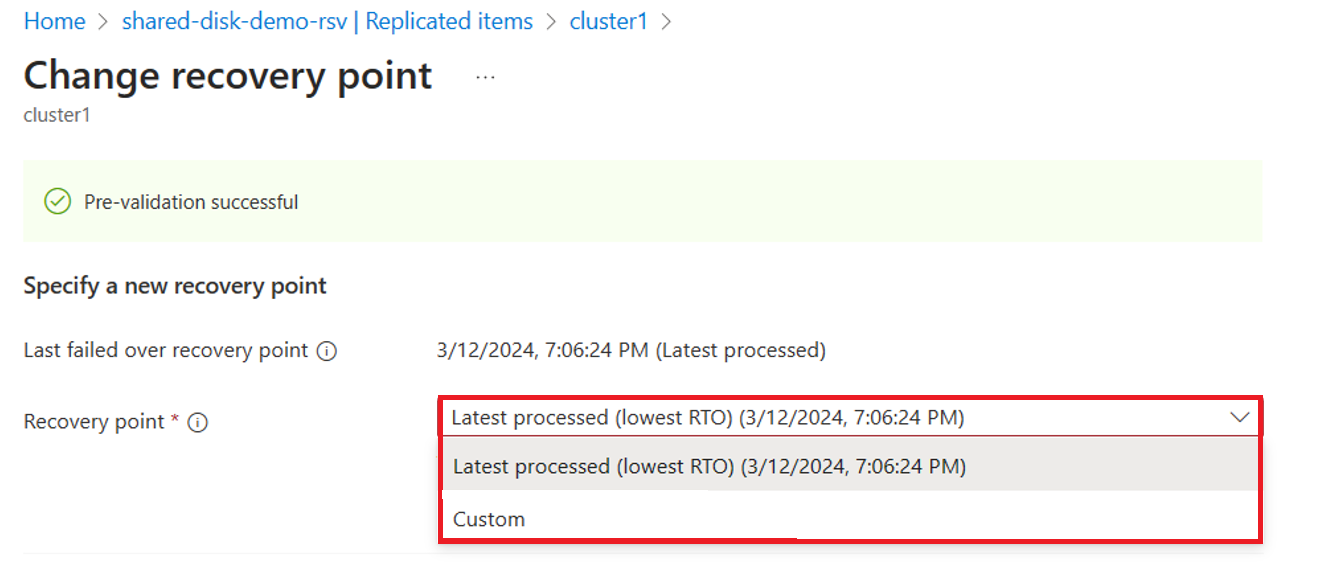 Home > shared-disk-demo-rsv | Replicated items > cluster1 >
Change recovery point ...
cluster1
Pre-validation successful
Specify a new recovery point
Last failed over recovery point 3/12/2024, 7:06:24 PM (Latest processed)
Recovery point * Latest processed (lowest RTO) (3/12/2024, 7:06:24 PM)
Latest processed (lowest RTO) (3/12/2024, 7:06:24 PM)
Custom